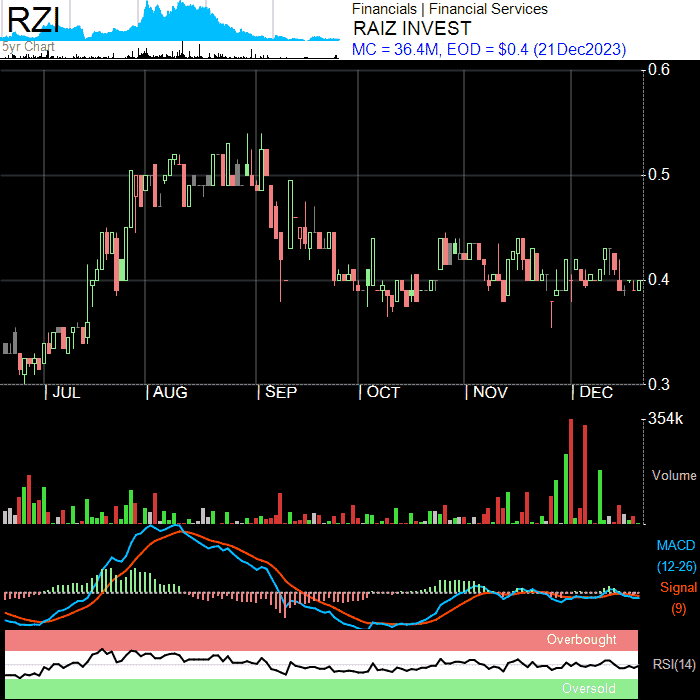 RZI
5yr Chart
Financials | Financial Services
RAIZ INVEST
MC = 36.4M, EOD = $0.4 (21Dec2023)
0.6
0.5
0.4
0.3
| JUL | AUG | SEP | OCT | NOV | DEC
354k
Volume
MACD
(12-26)
Signal
(9)
Overbought
RSI(14)
Oversold